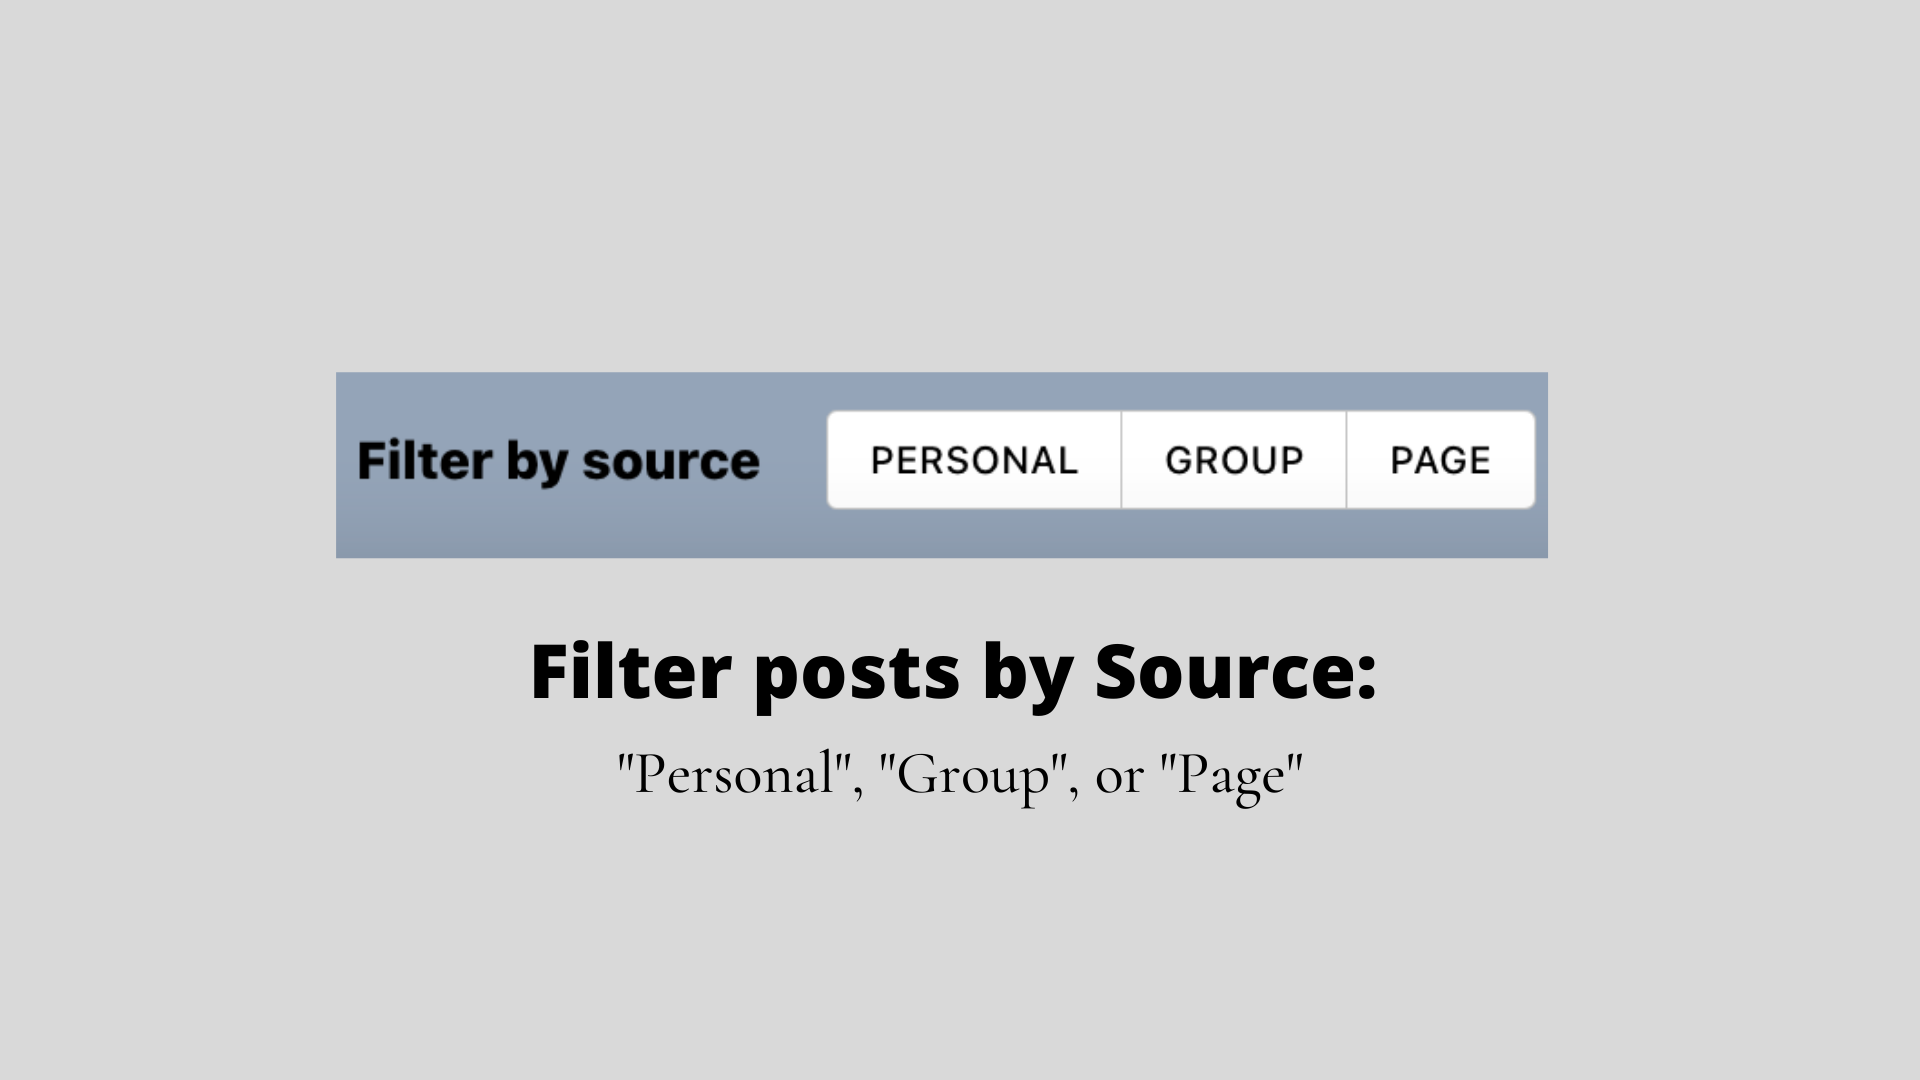 Filter by source PERSONAL GROUP PAGE
Filter posts by Source:
"Personal", "Group", or "Page"